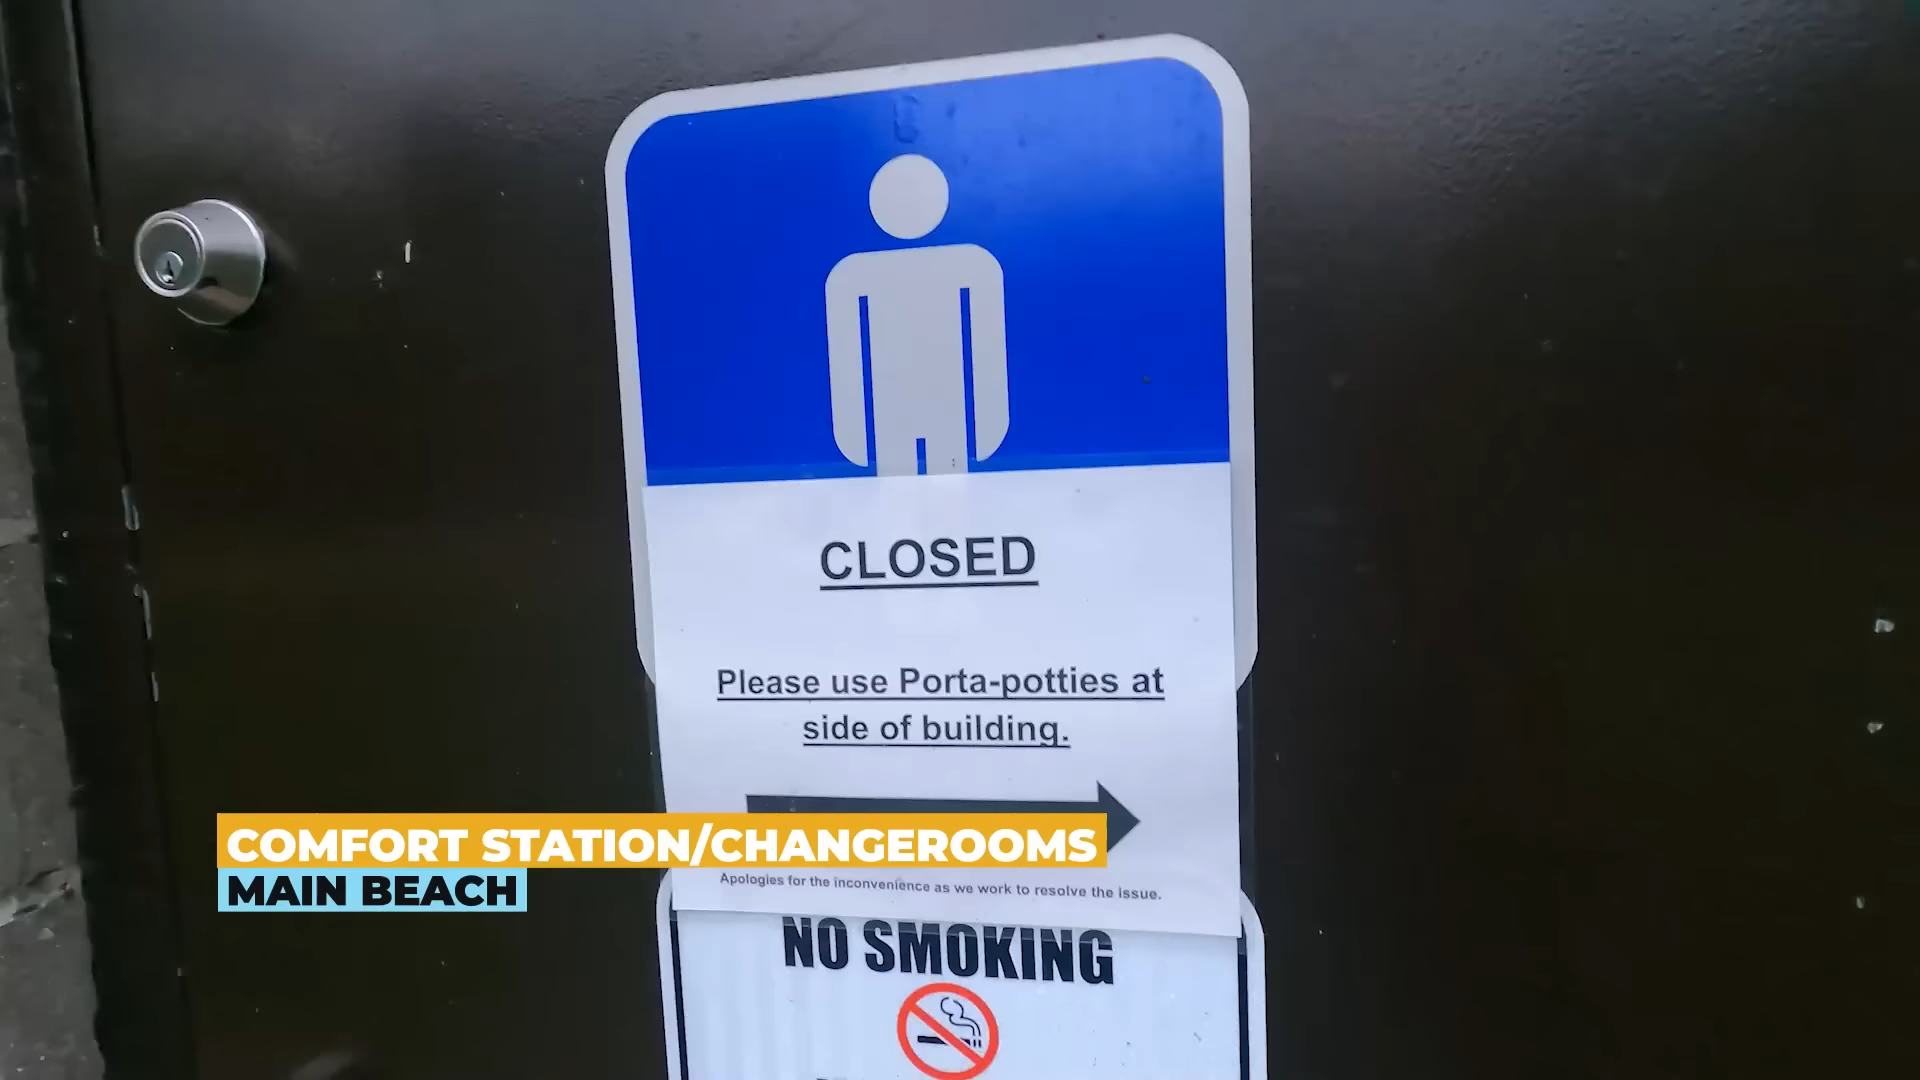 CLOSED
Please use Porta-potties at
side of building.
COMFORT STATION/CHANGEROOMS
MAIN BEACH
Apologies for the inconvenience as we work to resolve the issue.
NO SMOKING